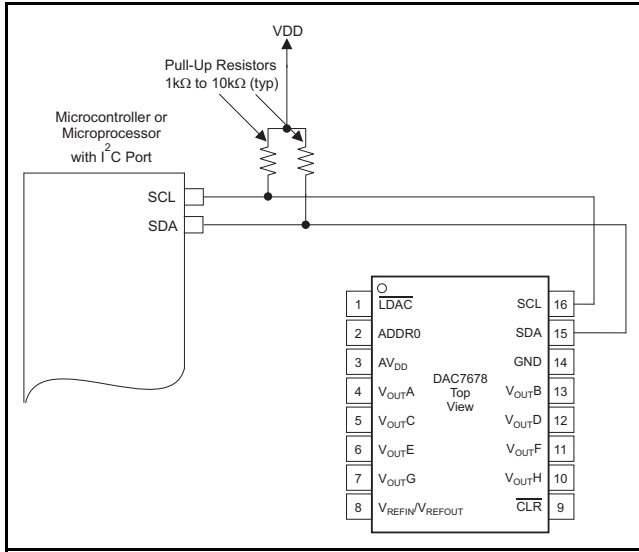 VDD
Pull-Up Resistors
1kΩ to 10kΩ (typ)
Microcontroller or
Microprocessor
with I²C Port
SCL
SDA
1 LDAC
2 ADDR0
3 AVDD
4 VOUTA
5 VOUTC
6 VOUTE
7 VOUTG
8 VREFIN/VREFOUT
DAC7678
Top
View
SCL 16
SDA 15
GND 14
VOUTB 13
VOUTD 12
VOUTF 11
VOUTH 10
CLR 9